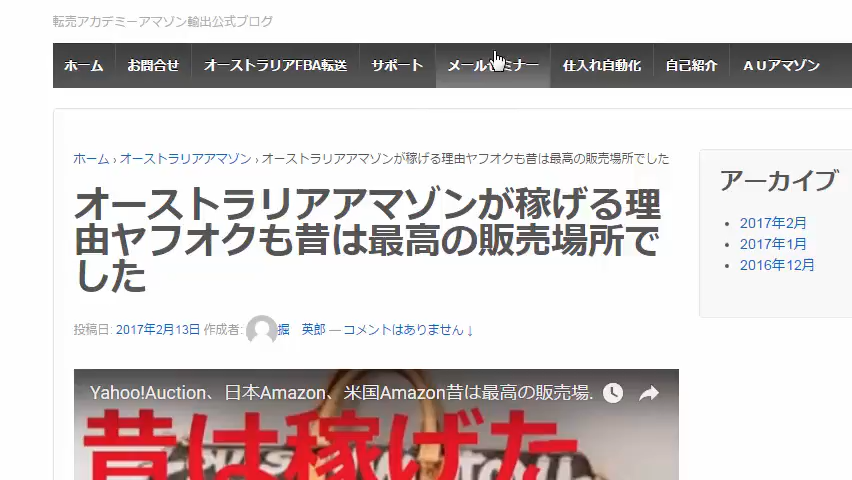 転売アカデミーアマゾン輸出公式ブログ
ホーム お問合せ オーストラリアFBA転送 サポート メールセミナー 仕入れ自動化 自己紹介 AUアマゾン
ホーム › オーストラリアアマゾン › オーストラリアアマゾンが稼げる理由ヤフオクも昔は最高の販売場所でした
オーストラリアアマゾンが稼げる理
由ヤフオクも昔は最高の販売場所で
した
投稿日: 2017年2月13日 作成者: 掘 英郎 — コメントはありません ↓
アーカイブ
2017年2月
2017年1月
2016年12月
Yahoo!Auction、日本Amazon、米国Amazon昔は最高の販売場.
昔は稼げた